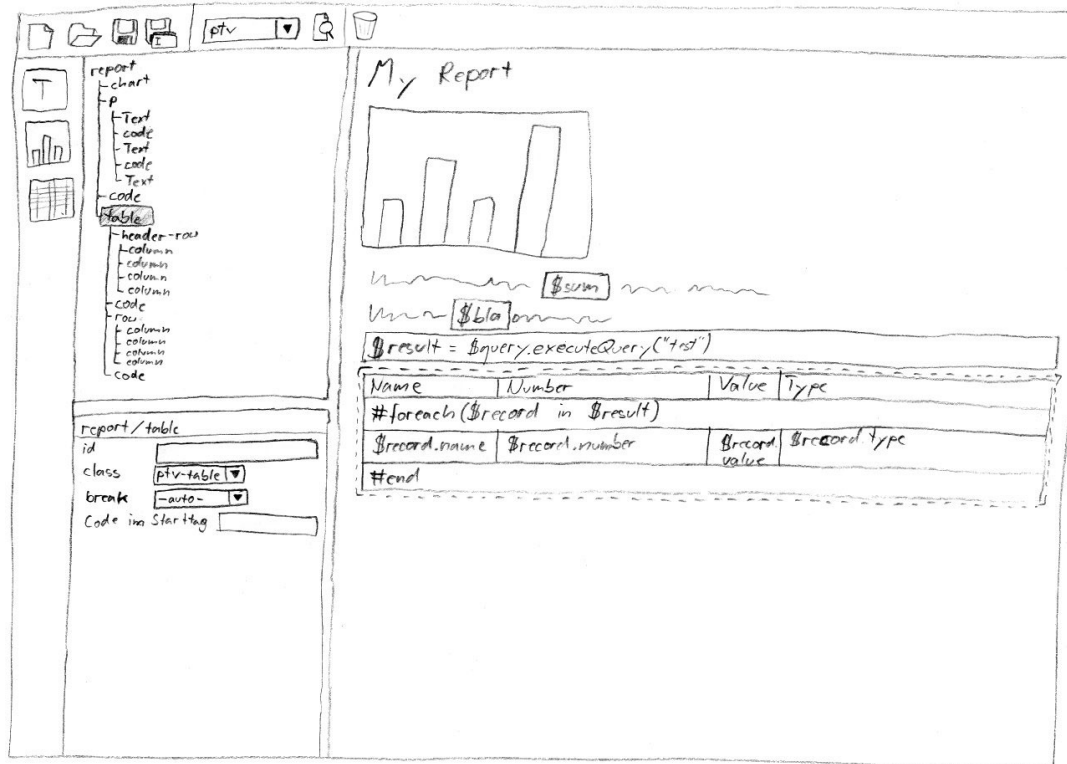 ptv
T
report
chart
p
Text
code
Text
code
Text
code
table
header-row
column
column
column
column
code
row
column
column
column
column
code
report/table
id
class ptv-table
break -auto-
Code im Starttag
My Report
$sum
$bla
$result = $query.executeQuery("test")
Name Number Value Type
#foreach($record in $result)
$record.name $record.number $record. $record.type
value
#end